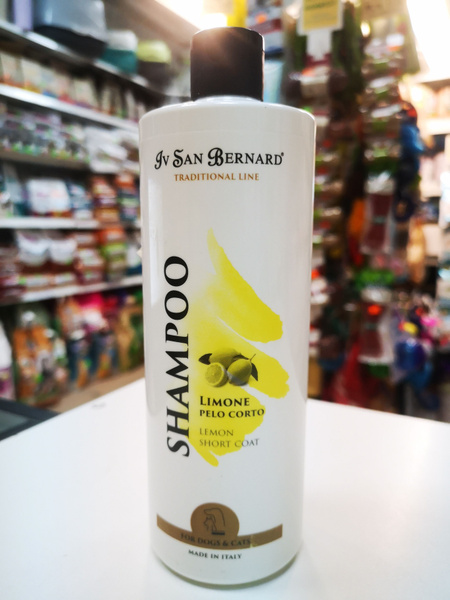 Iv San Bernard®
TRADITIONAL LINE
SHAMPOO
LIMONE
PELO CORTO
LEMON
SHORT COAT
FOR DOGS & CATS
MADE IN ITALY